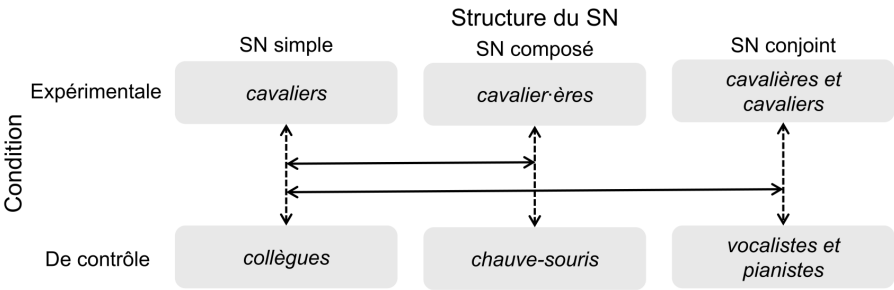 Structure du SN
SN simple
SN composé
SN conjoint
Condition
Expérimentale
cavaliers
cavalier·ères
cavalières et
cavaliers
De contrôle
collègues
chauve-souris
vocalistes et
pianistes